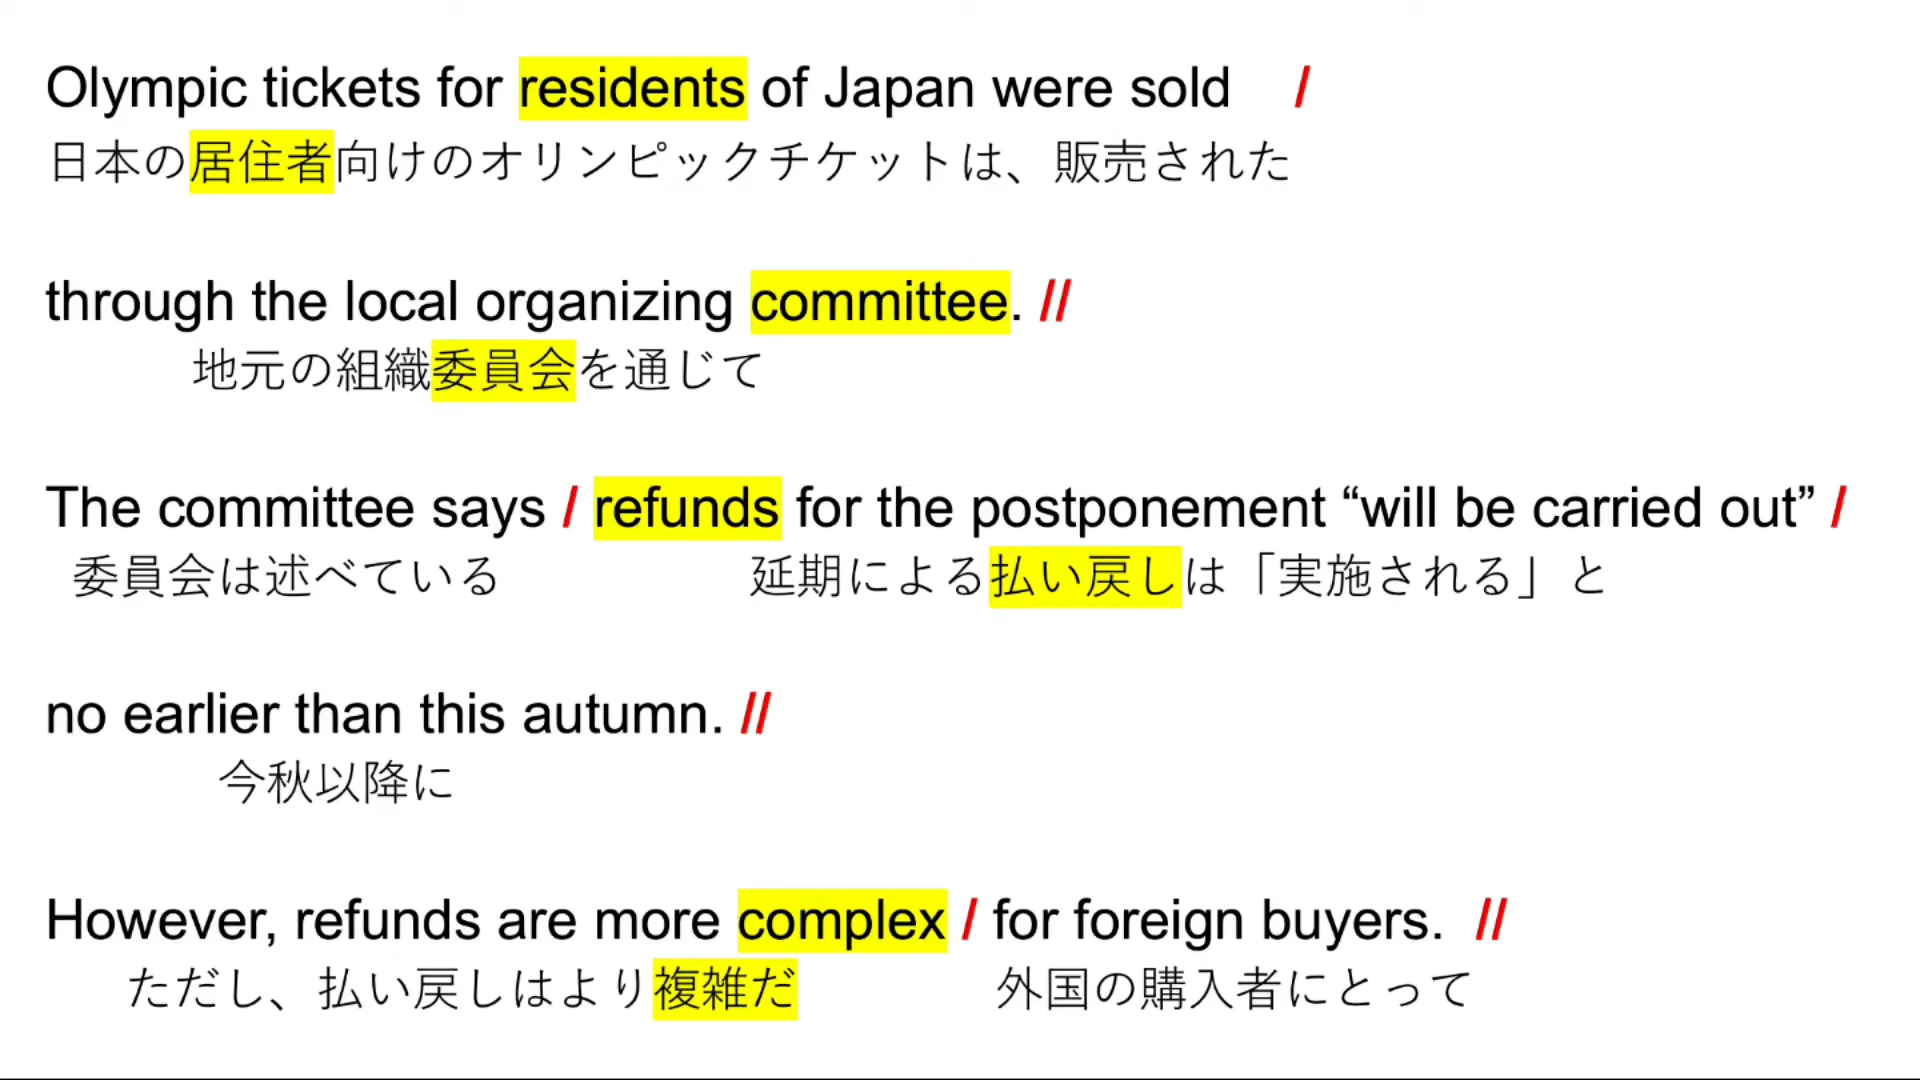 Olympic tickets for residents of Japan were sold /
日本の居住者向けのオリンピックチケットは、販売された
through the local organizing committee. //
地元の組織委員会を通じて
The committee says / refunds for the postponement “will be carried out” /
委員会は述べている 延期による払い戻しは「実施される」と
no earlier than this autumn. //
今秋以降に
However, refunds are more complex / for foreign buyers. //
ただし、払い戻しはより複雑だ 外国の購入者にとって